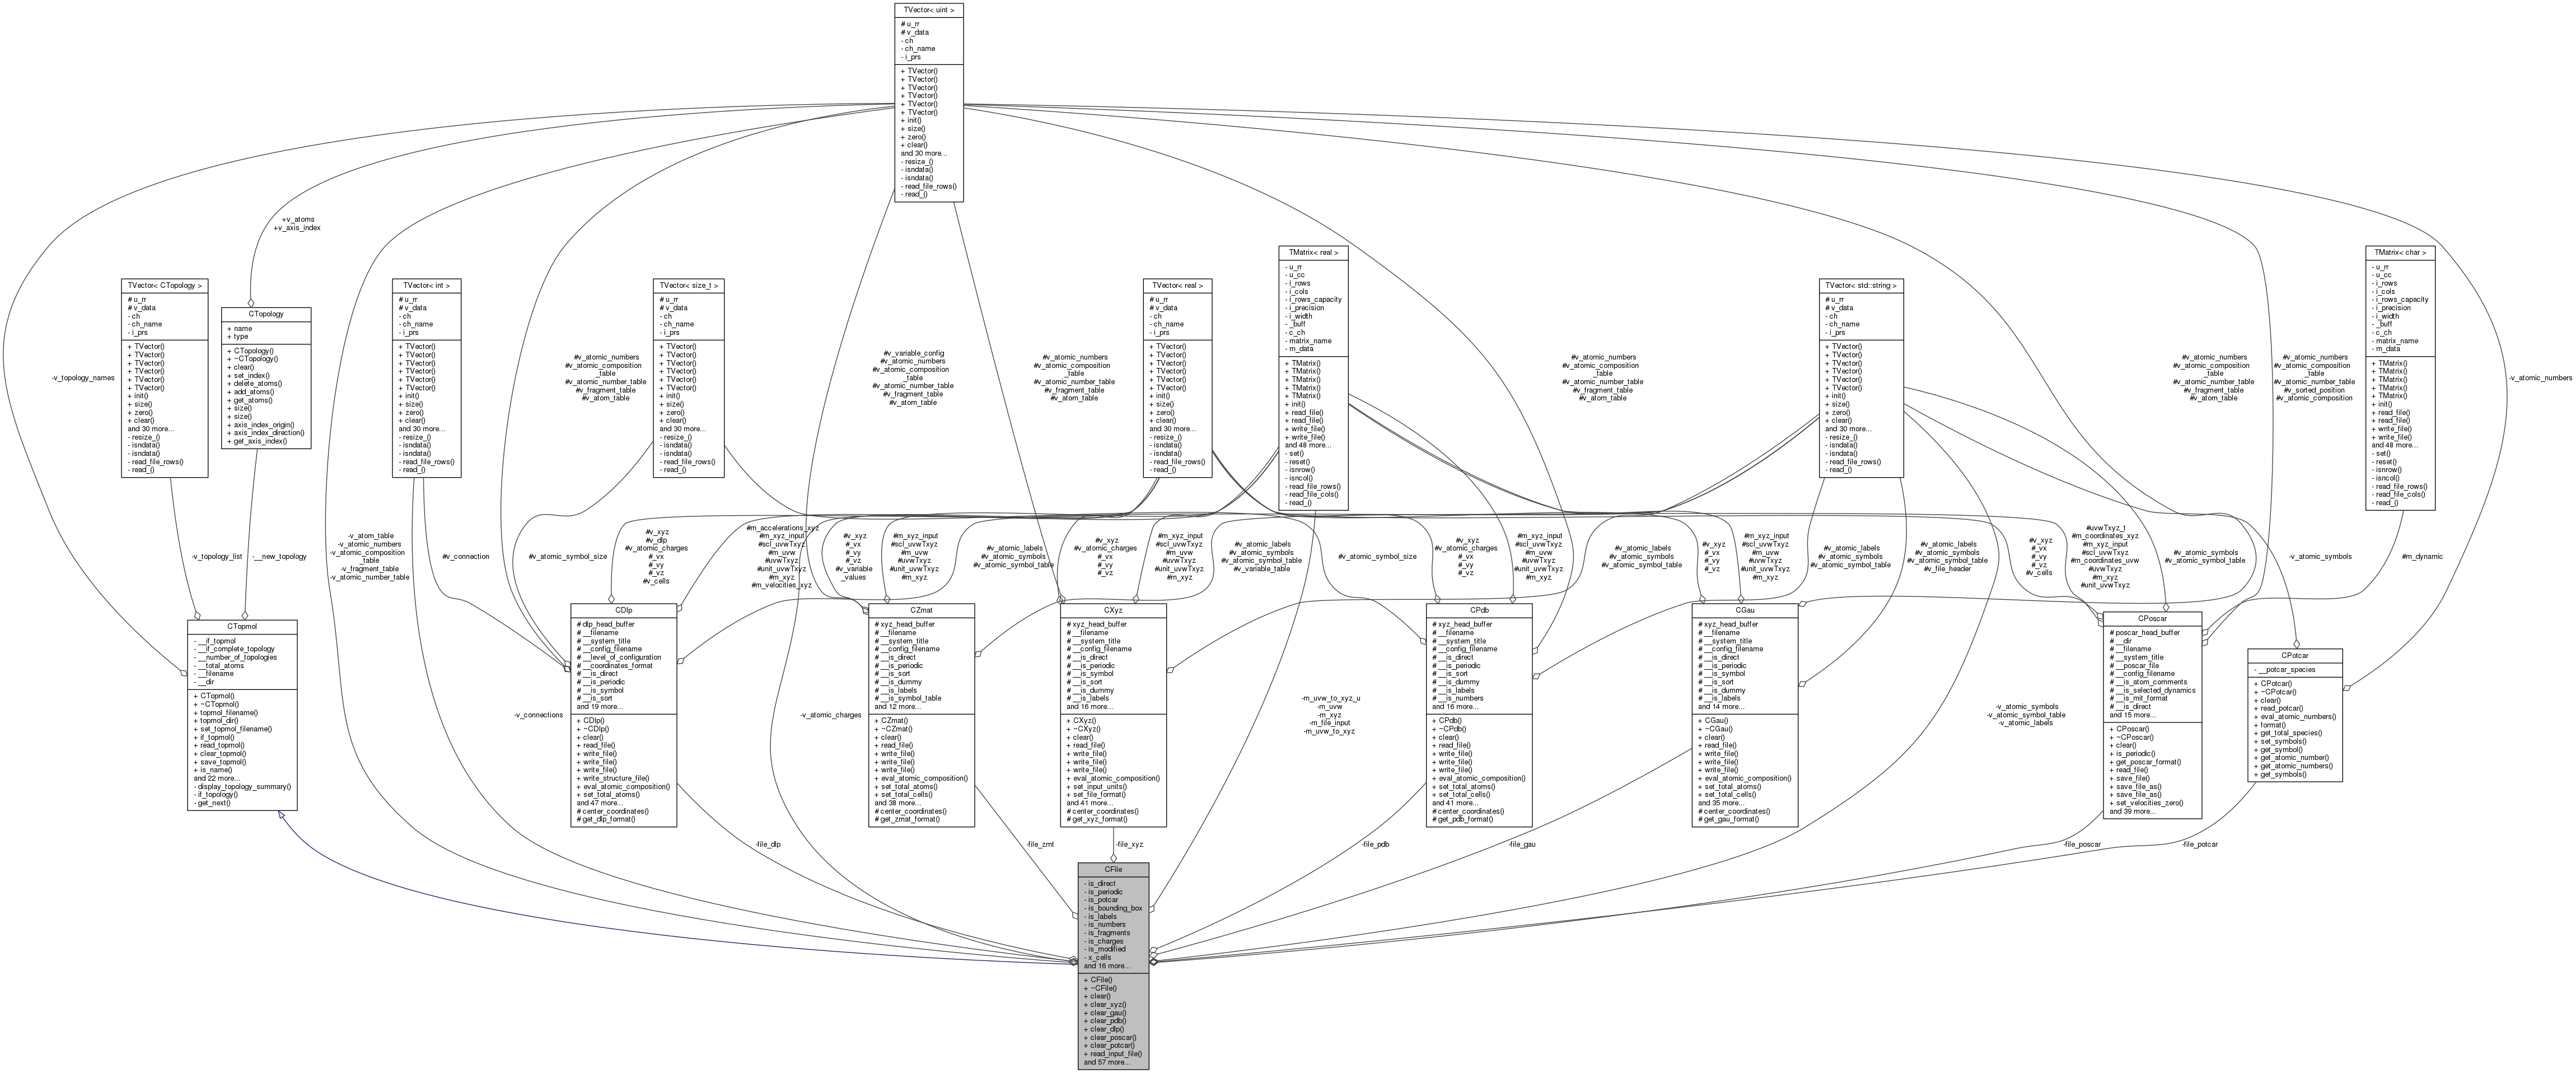 TVector< uint >
# u_rr
# v_data
- ch
- ch_name
- i_prs
+ TVector()
+ TVector()
+ TVector()
+ TVector()
+ TVector()
+ TVector()
+ init()
+ size()
+ zero()
+ clear()
and 30 more...
- resize_()
- isndata()
- isndata()
- read_file_rows()
- read_()
+v_atoms
+v_axis_index
TVector< CTopology >
# u_rr
# v_data
- ch
- ch_name
- i_prs
+ TVector()
+ TVector()
+ TVector()
+ TVector()
+ TVector()
+ TVector()
+ init()
+ size()
+ zero()
+ clear()
and 30 more...
- resize_()
- isndata()
- isndata()
- read_file_rows()
- read_()
CTopology
+ name
+ type
+ CTopology()
+ ~CTopology()
+ clear()
+ set_index()
+ delete_atoms()
+ add_atoms()
+ get_atoms()
+ size()
+ size()
+ axis_index_origin()
+ axis_index_direction()
+ get_axis_index()
TVector< int >
# u_rr
# v_data
- ch
- ch_name
- i_prs
+ TVector()
+ TVector()
+ TVector()
+ TVector()
+ TVector()
+ TVector()
+ init()
+ size()
+ zero()
+ clear()
and 30 more...
- resize_()
- isndata()
- isndata()
- read_file_rows()
- read_()
TVector< size_t >
# u_rr
# v_data
- ch
- ch_name
- i_prs
+ TVector()
+ TVector()
+ TVector()
+ TVector()
+ TVector()
+ TVector()
+ init()
+ size()
+ zero()
+ clear()
and 30 more...
- resize_()
- isndata()
- isndata()
- read_file_rows()
- read_()
TVector< real >
# u_rr
# v_data
- ch
- ch_name
- i_prs
+ TVector()
+ TVector()
+ TVector()
+ TVector()
+ TVector()
+ TVector()
+ init()
+ size()
+ zero()
+ clear()
and 30 more...
- resize_()
- isndata()
- isndata()
- read_file_rows()
- read_()
TMatrix< real >
- u_rr
- u_cc
- i_rows
- i_cols
- i_rows_capacity
- i_precision
- i_width
- _buff
- c_ch
- matrix_name
- m_data
+ TMatrix()
+ TMatrix()
+ TMatrix()
+ TMatrix()
+ TMatrix()
+ init()
+ read_file()
+ read_file()
+ write_file()
+ write_file()
and 48 more...
- set()
- reset()
- isnrow()
- isncol()
- read_file_rows()
- read_file_cols()
- read_()
TVector< std::string >
# u_rr
# v_data
- ch
- ch_name
- i_prs
+ TVector()
+ TVector()
+ TVector()
+ TVector()
+ TVector()
+ TVector()
+ init()
+ size()
+ zero()
+ clear()
and 30 more...
- resize_()
- isndata()
- isndata()
- read_file_rows()
- read_()
TMatrix< char >
- u_rr
- u_cc
- i_rows
- i_cols
- i_rows_capacity
- i_precision
- i_width
- _buff
- c_ch
- matrix_name
- m_data
+ TMatrix()
+ TMatrix()
+ TMatrix()
+ TMatrix()
+ TMatrix()
+ init()
+ read_file()
+ read_file()
+ write_file()
+ write_file()
and 48 more...
- set()
- reset()
- isnrow()
- isncol()
- read_file_rows()
- read_file_cols()
- read_()
-v_topology_names
#v_atomic_numbers
#v_atomic_composition
_table
#v_atomic_number_table
#v_fragment_table
#v_atom_table
#v_variable_config
#v_atomic_numbers
#v_atomic_composition
_table
#v_atomic_number_table
#v_fragment_table
#v_atom_table
#v_atomic_numbers
#v_atomic_composition
_table
#v_atomic_number_table
#v_fragment_table
#v_atom_table
#v_atomic_numbers
#v_atomic_composition
_table
#v_atomic_number_table
#v_fragment_table
#v_atom_table
#v_atomic_numbers
#v_atomic_composition
_table
#v_atomic_number_table
#v_fragment_table
#v_atom_table
#v_atomic_numbers
#v_atomic_composition
_table
#v_atomic_number_table
#v_sorted_position
#v_atomic_composition
-v_atomic_numbers
-v_topology_list
-__new_topology
-v_atom_table
-v_atomic_numbers
-v_atomic_composition
_table
-v_fragment_table
-v_atomic_number_table
#v_connection
#v_atomic_symbol_size
#v_xyz
#v_dlp
#v_atomic_charges
#_vx
#_vy
#_vz
#v_cells
#m_accelerations_xyz
#m_xyz_input
#scl_uvwTxyz
#m_uvw
#uvwTxyz
#unit_uvwTxyz
#m_xyz
#m_velocities_xyz
#v_xyz
#_vx
#_vy
#_vz
#v_variable
_values
#m_xyz_input
#scl_uvwTxyz
#m_uvw
#uvwTxyz
#unit_uvwTxyz
#m_xyz
#v_atomic_labels
#v_atomic_symbols
#v_atomic_symbol_table
#v_xyz
#v_atomic_charges
#_vx
#_vy
#_vz
#m_xyz_input
#scl_uvwTxyz
#m_uvw
#uvwTxyz
#unit_uvwTxyz
#m_xyz
#v_atomic_labels
#v_atomic_symbols
#v_atomic_symbol_table
#v_variable_table
#v_atomic_symbol_size
#v_xyz
#v_atomic_charges
#_vx
#_vy
#_vz
#m_xyz_input
#scl_uvwTxyz
#m_uvw
#uvwTxyz
#unit_uvwTxyz
#m_xyz
#v_atomic_labels
#v_atomic_symbols
#v_atomic_symbol_table
#v_xyz
#_vx
#_vy
#_vz
#m_xyz_input
#scl_uvwTxyz
#m_uvw
#uvwTxyz
#unit_uvwTxyz
#m_xyz
#v_atomic_labels
#v_atomic_symbols
#v_atomic_symbol_table
#v_atomic_labels
#v_atomic_symbols
#v_atomic_symbol_table
#v_file_header
#v_xyz
#_vx
#_vy
#_vz
#v_cells
#uvwTxyz_t
#m_coordinates_xyz
#m_xyz_input
#scl_uvwTxyz
#m_coordinates_uvw
#uvwTxyz
#m_xyz
#unit_uvwTxyz
#v_atomic_symbols
#v_atomic_symbol_table
-v_atomic_symbols
#m_dynamic
CTopmol
- __if_topmol
- __if_complete_topology
- __number_of_topologies
- __total_atoms
- __filename
- __dir
+ CTopmol()
+ ~CTopmol()
+ topmol_filename()
+ topmol_dir()
+ set_topmol_filename()
+ if_topmol()
+ read_topmol()
+ clear_topmol()
+ save_topmol()
+ is_name()
and 22 more...
- display_topology_summary()
- if_topology()
- get_next()
CDlp
# dlp_head_buffer
# __filename
# __system_title
# __config_filename
# __level_of_configuration
# __coordinates_format
# __is_direct
# __is_periodic
# __is_symbol
# __is_sort
and 19 more...
+ CDlp()
+ ~CDlp()
+ clear()
+ read_file()
+ write_file()
+ write_file()
+ write_file()
+ write_structure_file()
+ eval_atomic_composition()
+ set_total_atoms()
and 47 more...
# center_coordinates()
# get_dlp_format()
CZmat
# xyz_head_buffer
# __filename
# __system_title
# __config_filename
# __is_direct
# __is_periodic
# __is_sort
# __is_dummy
# __is_labels
# __is_symbol_table
and 12 more...
+ CZmat()
+ ~CZmat()
+ clear()
+ read_file()
+ write_file()
+ write_file()
+ write_file()
+ eval_atomic_composition()
+ set_total_atoms()
+ set_total_cells()
and 38 more...
# center_coordinates()
# get_zmat_format()
CXyz
# xyz_head_buffer
# __filename
# __system_title
# __config_filename
# __is_direct
# __is_periodic
# __is_symbol
# __is_sort
# __is_dummy
# __is_labels
and 16 more...
+ CXyz()
+ ~CXyz()
+ clear()
+ read_file()
+ write_file()
+ write_file()
+ write_file()
+ eval_atomic_composition()
+ set_input_units()
+ set_file_format()
and 41 more...
# center_coordinates()
# get_xyz_format()
CPdb
# xyz_head_buffer
# __filename
# __system_title
# __config_filename
# __is_direct
# __is_periodic
# __is_sort
# __is_dummy
# __is_labels
# __is_numbers
and 16 more...
+ CPdb()
+ ~CPdb()
+ clear()
+ read_file()
+ write_file()
+ write_file()
+ write_file()
+ eval_atomic_composition()
+ set_total_atoms()
+ set_total_cells()
and 41 more...
# center_coordinates()
# get_pdb_format()
CGau
# xyz_head_buffer
# __filename
# __system_title
# __config_filename
# __is_direct
# __is_periodic
# __is_symbol
# __is_sort
# __is_dummy
# __is_labels
and 14 more...
+ CGau()
+ ~CGau()
+ clear()
+ read_file()
+ write_file()
+ write_file()
+ write_file()
+ eval_atomic_composition()
+ set_total_atoms()
+ set_total_cells()
and 35 more...
# center_coordinates()
# get_gau_format()
CPoscar
# poscar_head_buffer
# __dir
# __filename
# __system_title
# __poscar_file
# __config_filename
# __is_atom_comments
# __is_selected_dynamics
# __is_mit_format
# __is_direct
and 15 more...
+ CPoscar()
+ ~CPoscar()
+ clear()
+ is_periodic()
+ get_poscar_format()
+ read_file()
+ save_file()
+ save_file_as()
+ save_file_as()
+ set_velocities_zero()
and 39 more...
CPotcar
- __potcar_species
+ CPotcar()
+ ~CPotcar()
+ clear()
+ read_potcar()
+ eval_atomic_numbers()
+ format()
+ get_total_species()
+ set_symbols()
+ get_symbol()
+ get_atomic_number()
+ get_atomic_numbers()
+ get_symbols()
-v_connections
-v_atomic_charges
-m_uvw_to_xyz_u
-m_uvw
-m_xyz
-m_file_input
-m_uvw_to_xyz
-v_atomic_symbols
-v_atomic_symbol_table
-v_atomic_labels
-file_dlp
-file_zmt
-file_xyz
-file_pdb
-file_gau
-file_poscar
-file_potcar
CFile
- is_direct
- is_periodic
- is_potcar
- is_bounding_box
- is_labels
- is_numbers
- is_fragments
- is_charges
- is_modified
- x_cells
and 16 more...
+ CFile()
+ ~CFile()
+ clear()
+ clear_xyz()
+ clear_gau()
+ clear_pdb()
+ clear_dlp()
+ clear_poscar()
+ clear_potcar()
+ read_input_file()
and 57 more...